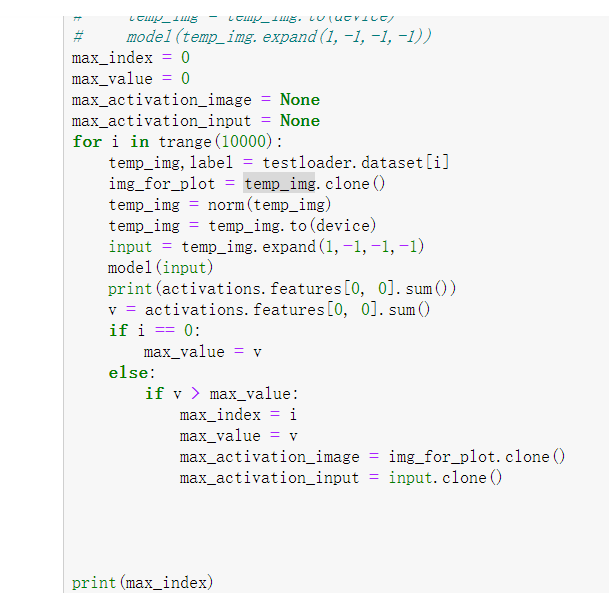 #     temp_img = temp_img.to(device)
#     model(temp_img.expand(1,-1,-1,-1))
max_index = 0
max_value = 0
max_activation_image = None
max_activation_input = None
for i in trange(10000):
    temp_img,label = testloader.dataset[i]
    img_for_plot = temp_img.clone()
    temp_img = norm(temp_img)
    temp_img = temp_img.to(device)
    input = temp_img.expand(1,-1,-1,-1)
    model(input)
    print(activations.features[0, 0].sum())
    v = activations.features[0, 0].sum()
    if i == 0:
        max_value = v
    else:
        if v > max_value:
            max_index = i
            max_value = v
            max_activation_image = img_for_plot.clone()
            max_activation_input = input.clone()
print(max_index)